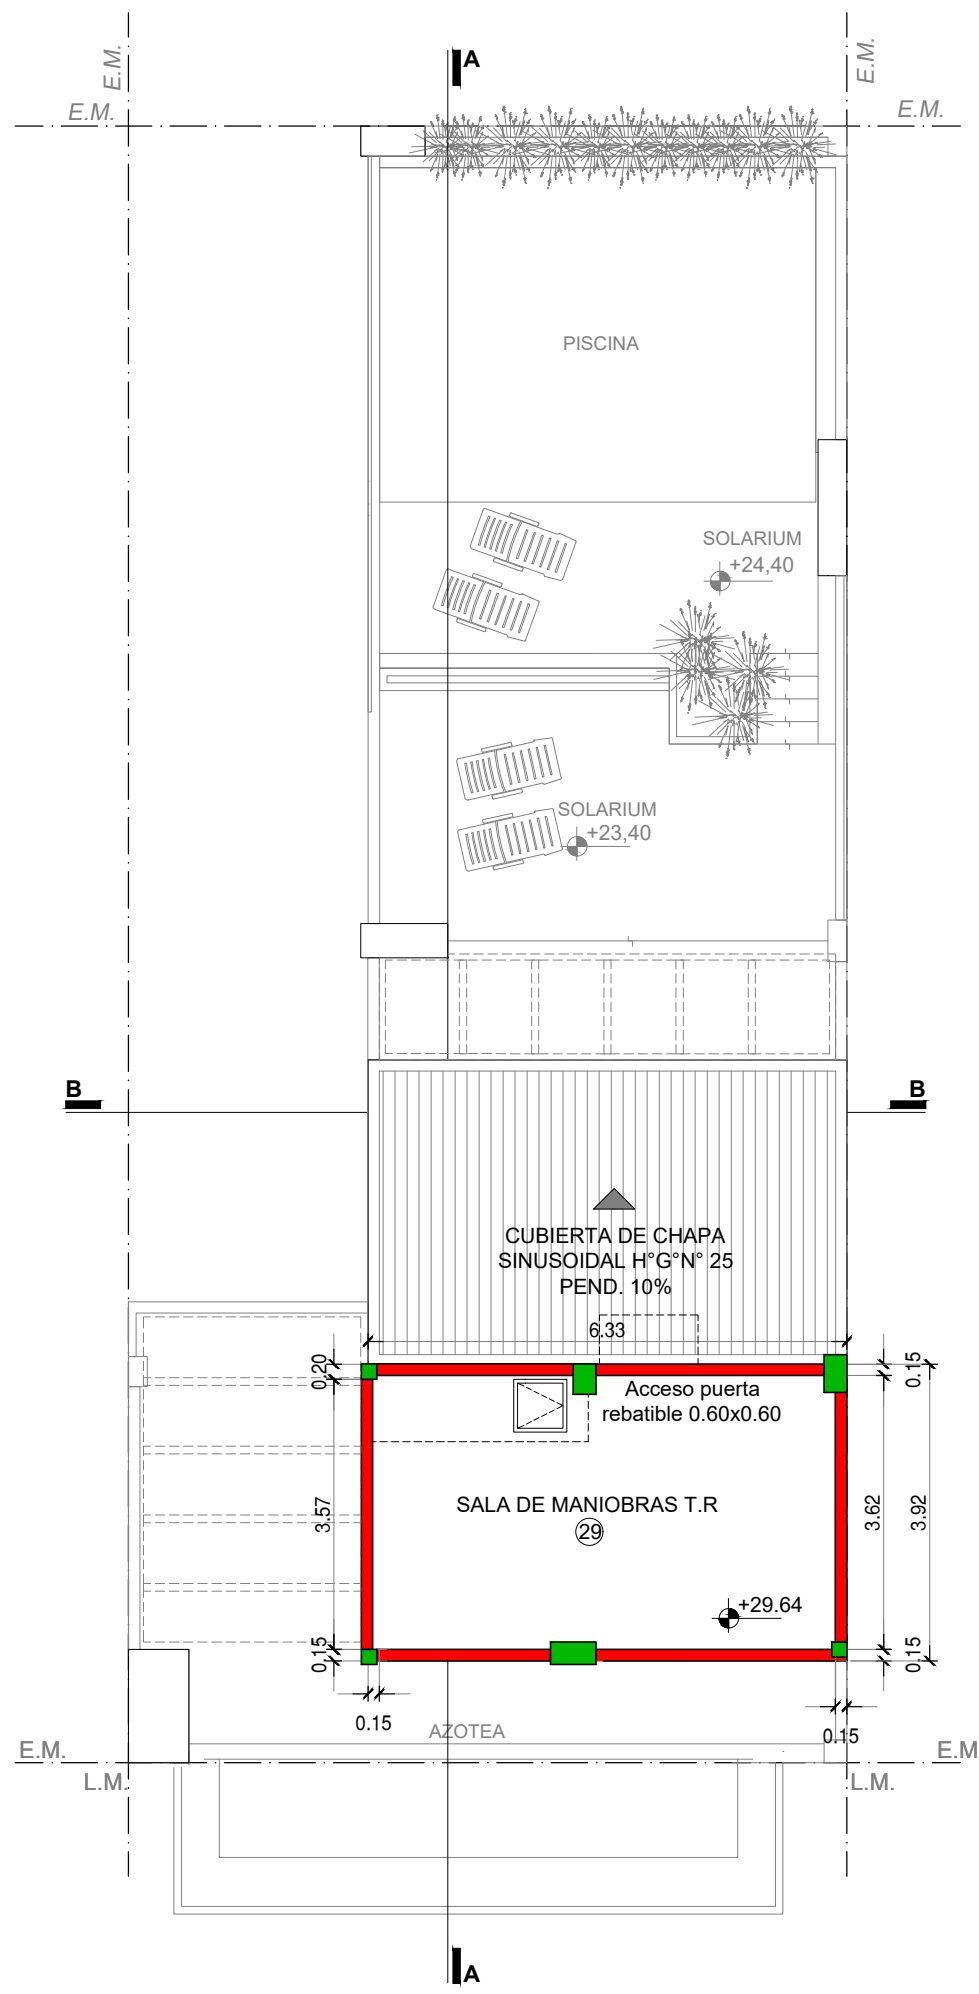 E.M.
E.M.
A
E.M.
E.M.
PISCINA
SOLARIUM
+24,40
SOLARIUM
+23,40
B
B
CUBIERTA DE CHAPA
SINUSOIDAL H°G°N° 25
PEND. 10%
6.33
0.20
0.15
Acceso puerta
rebatible 0.60x0.60
SALA DE MANIOBRAS T.R
29
3.57
3.62
3.92
+29.64
0.15
0.15
0.15
AZOTEA
0.15
E.M.
E.M
L.M.
L.M.
A